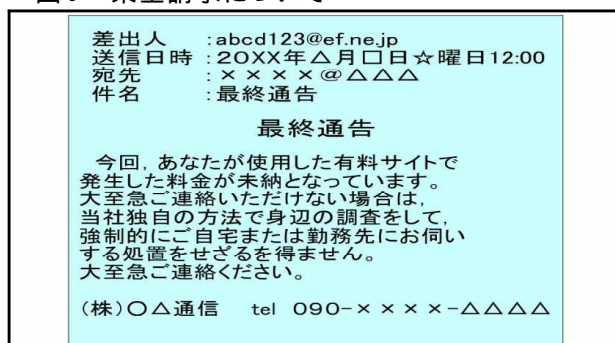 差出人　:abcd123@ef.ne.jp
送信日時　:20XX年△月□日☆曜日12:00
宛先　:××××@△△△
件名　:最終通告
最終通告
今回，あなたが使用した有料サイトで
発生した料金が未納となっています。
大至急ご連絡いただけない場合は，
当社独自の方法で身辺の調査をして，
強制的にご自宅または勤務先にお伺い
する処置をせざるを得ません。
大至急ご連絡ください。
(株)○△通信　tel 090-××××-△△△△